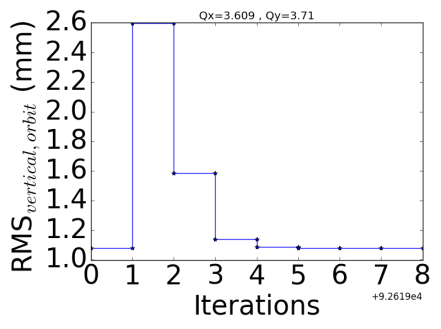 Qx=3.609 , Qy=3.71
2.6
2.4
2.2
2.0
1.8
1.6
1.4
1.2
1.0
RMS_{vertical,orbit} (mm)
0 1 2 3 4 5 6 7 8
+9.2619e4
Iterations